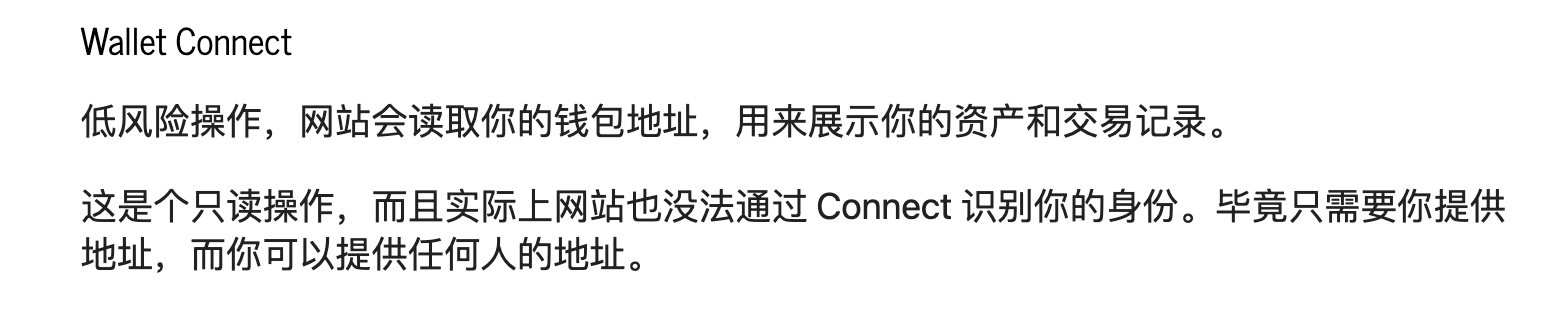 Wallet Connect
低风险操作，网站会读取你的钱包地址，用来展示你的资产和交易记录。
这是个只读操作，而且实际上网站也没法通过 Connect 识别你的身份。毕竟只需要你提供
地址，而你可以提供任何人的地址。